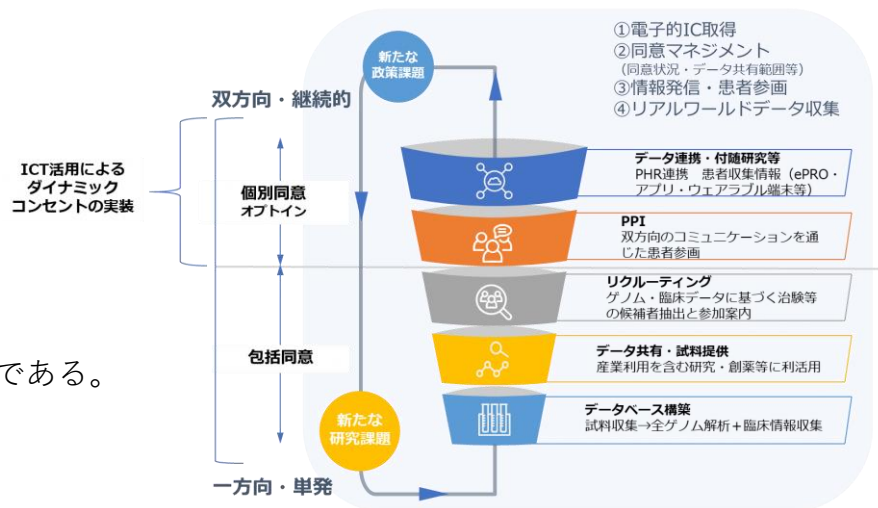 ①電子的IC取得
②同意マネジメント
(同意状況・データ共有範囲等)
③情報発信・患者参画
④リアルワールドデータ収集
新たな
政策課題
双方向・継続的
ICT活用による
ダイナミック
コンセントの実装
個別同意
オプトイン
データ連携・付随研究等
PHR連携　患者収集情報（ePRO・
アプリ・ウェアラブル端末等）
PPI
双方向のコミュニケーションを通
じた患者参画
リクルーティング
ゲノム・臨床データに基づく治験等
の候補者抽出と参加案内
包括同意
である。
データ共有・試料提供
産業利用を含む研究・創薬等に利活用
新たな
研究課題
データベース構築
試料収集→全ゲノム解析＋臨床情報収集
一方向・単発